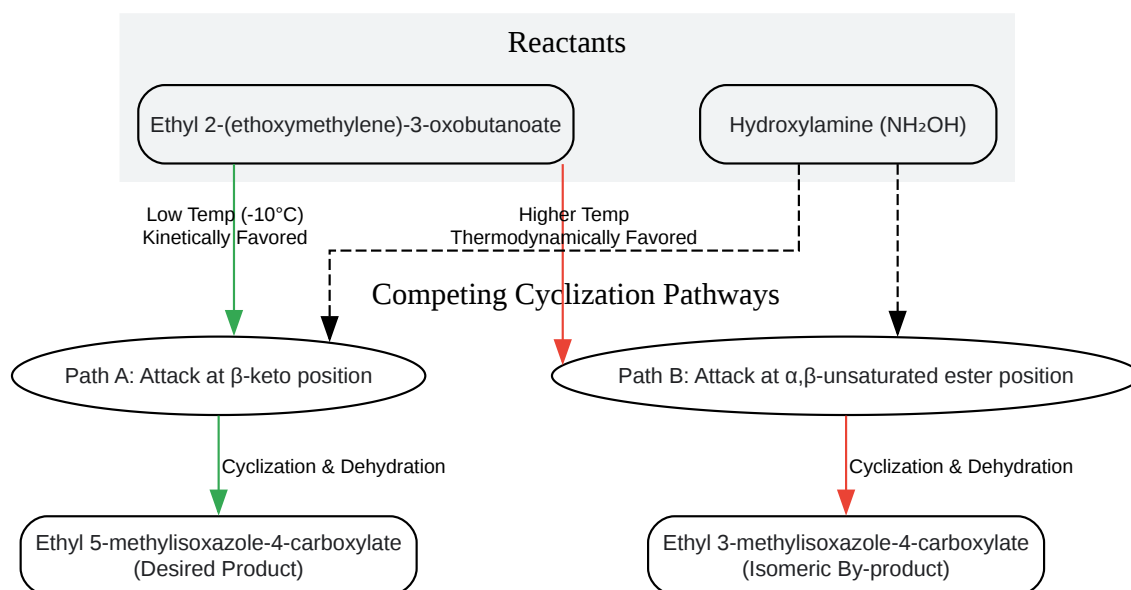 Reactants
Ethyl 2-(ethoxymethylene)-3-oxobutanoate
Hydroxylamine (NH₂OH)
Low Temp (-10°C)
Kinetically Favored
Higher Temp
Thermodynamically Favored
Competing Cyclization Pathways
Path A: Attack at β-keto position
Path B: Attack at α,β-unsaturated ester position
Cyclization & Dehydration
Cyclization & Dehydration
Ethyl 5-methylisoxazole-4-carboxylate
(Desired Product)
Ethyl 3-methylisoxazole-4-carboxylate
(Isomeric By-product)